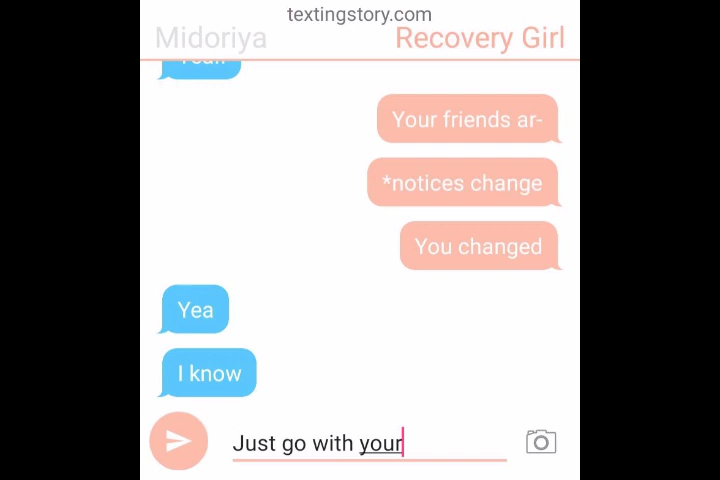 textingstory.com
Midoriya
Recovery Girl
Your friends ar-
*notices change
You changed
Yea
I know
Just go with your